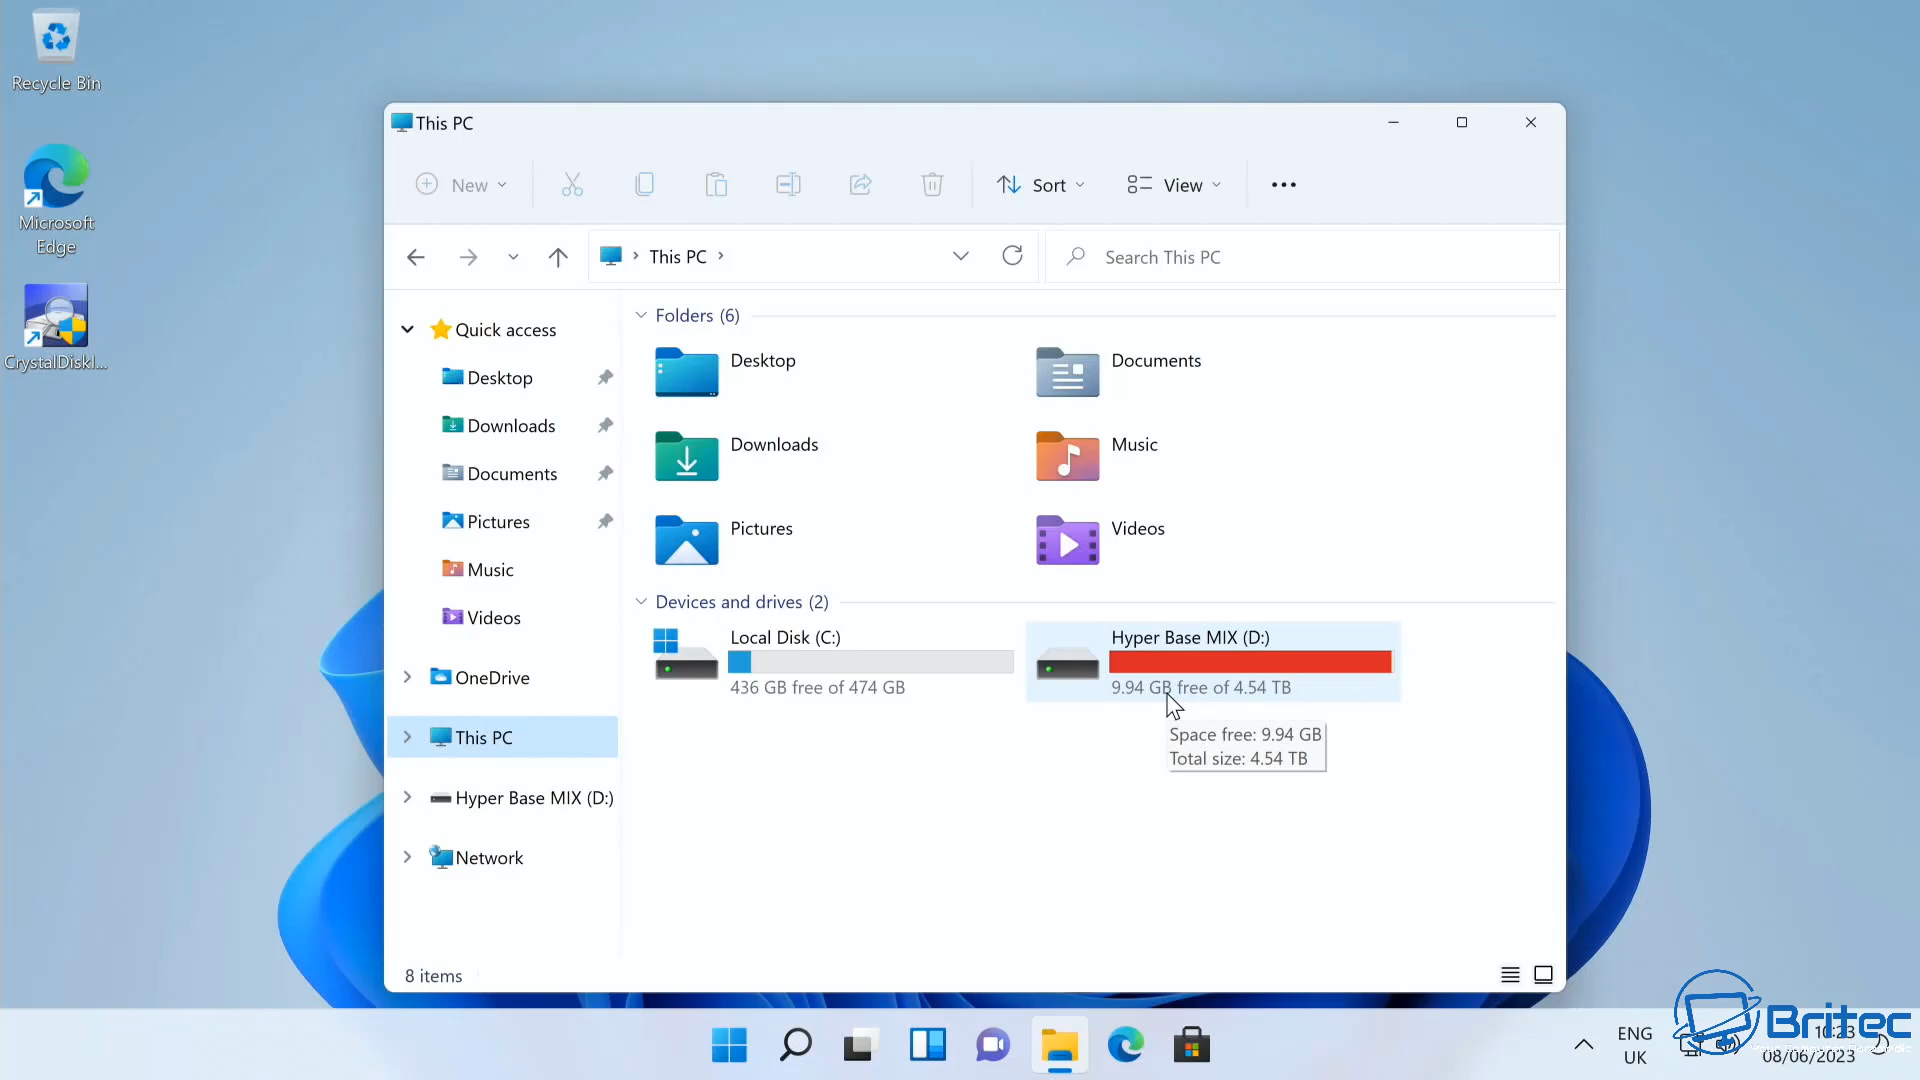 Recycle Bin
Microsoft
Edge
CrystalDiskI...
This PC
New
Sort
View
This PC
Search This PC
Quick access
Desktop
Downloads
Documents
Pictures
Music
Videos
OneDrive
This PC
Hyper Base MIX (D:)
Network
Folders (6)
Desktop
Documents
Downloads
Music
Pictures
Videos
Devices and drives (2)
Local Disk (C:)
436 GB free of 474 GB
Hyper Base MIX (D:)
9.94 GB free of 4.54 TB
Space free: 9.94 GB
Total size: 4.54 TB
8 items
ENG
UK
10:23
08/06/2023
Britec